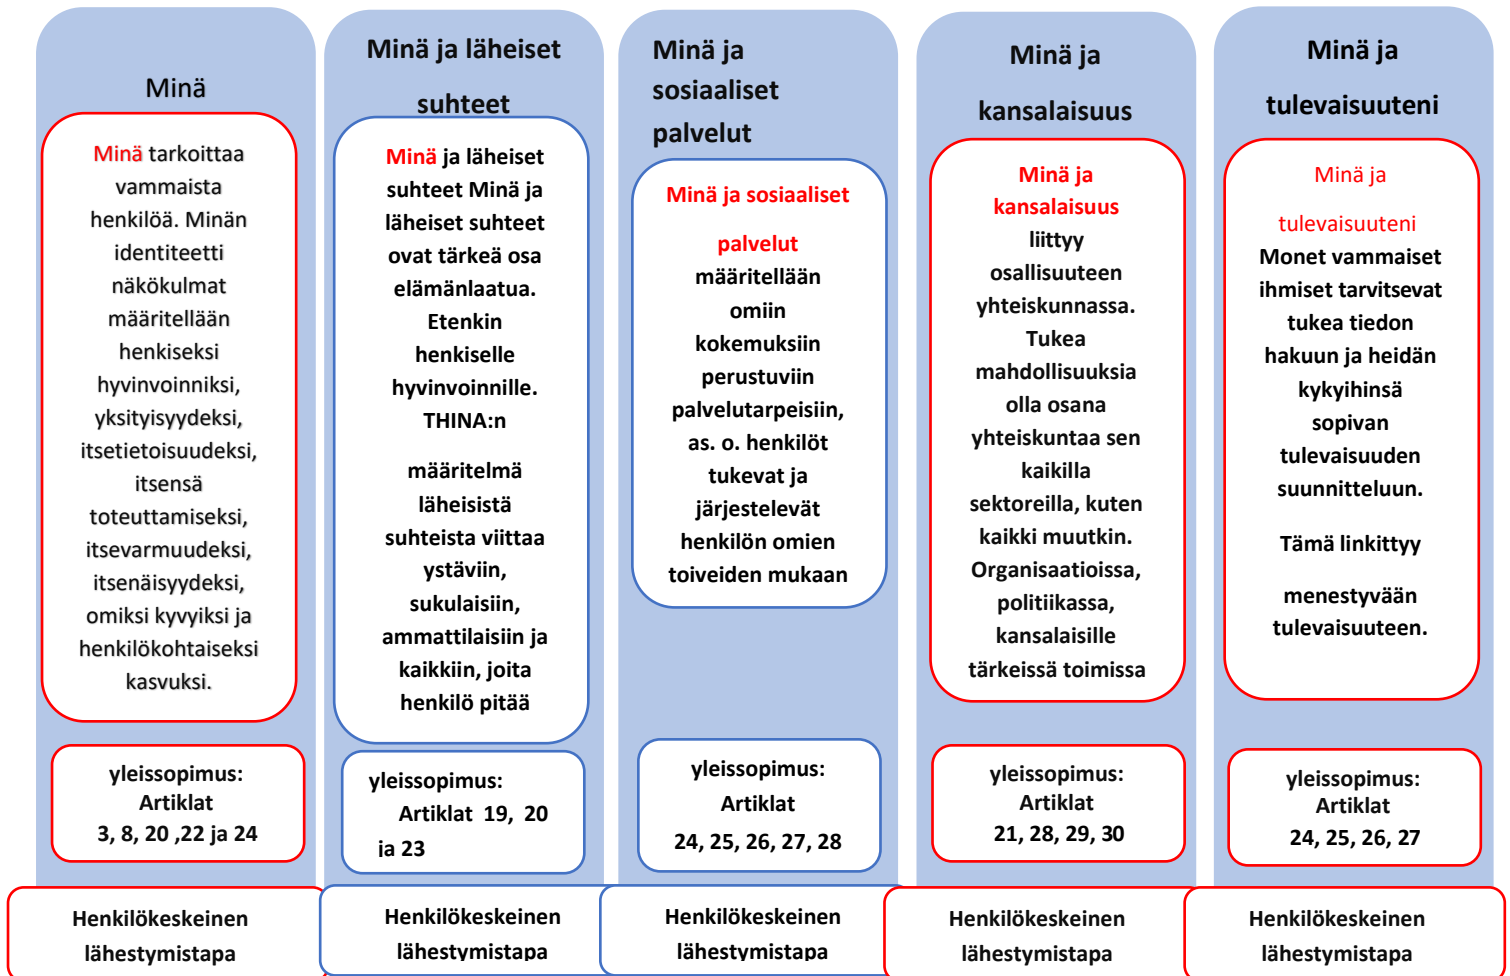 Minä
Minä tarkoittaa
vammaista
henkilöä. Minän
identiteetti
näkökulmat
määritellään
henkiseksi
hyvinvoinniksi,
yksityisyydeksi,
itsetietoisuudeksi,
itsensä
toteuttamiseksi,
itsevarmuudeksi,
itsenäisyydeksi,
omiksi kyvyiksi ja
henkilökohtaiseksi
kasvuksi.
yleissopimus:
Artiklat
3, 8, 20 ,22 ja 24
Henkilökeskeinen
lähestymistapa
Minä ja läheiset
suhteet
Minä ja läheiset
suhteet Minä ja
läheiset suhteet
ovat tärkeä osa
elämänlaatua.
Etenkin
henkiselle
hyvinvoinnille.
THINA:n
määritelmä
läheisistä
suhteista viittaa
ystäviin,
sukulaisiin,
ammattilaisiin ja
kaikkiin, joita
henkilö pitää
yleissopimus:
Artiklat 19, 20
ja 23
Henkilökeskeinen
lähestymistapa
Minä ja
sosiaaliset
palvelut
Minä ja sosiaaliset
palvelut
määritellään
omiin
kokemuksiin
perustuviin
palvelutarpeisiin,
as. o. henkilöt
tukevat ja
järjestelevät
henkilön omien
toiveiden mukaan
yleissopimus:
Artiklat
24, 25, 26, 27, 28
Henkilökeskeinen
lähestymistapa
Minä ja
kansalaisuus
Minä ja
kansalaisuus
liittyy
osallisuuteen
yhteiskunnassa.
Tukea
mahdollisuuksia
olla osana
yhteiskuntaa sen
kaikilla
sektoreilla, kuten
kaikki muutkin.
Organisaatioissa,
politiikassa,
kansalaisille
tärkeissä toimissa
yleissopimus:
Artiklat
21, 28, 29, 30
Henkilökeskeinen
lähestymistapa
Minä ja
tulevaisuuteni
Minä ja
tulevaisuuteni
Monet vammaiset
ihmiset tarvitsevat
tukea tiedon
hakuun ja heidän
kykyihinsä
sopivan
tulevaisuuden
suunnitteluun.
Tämä linkittyy
menestyvään
tulevaisuuteen.
yleissopimus:
Artiklat
24, 25, 26, 27
Henkilökeskeinen
lähestymistapa